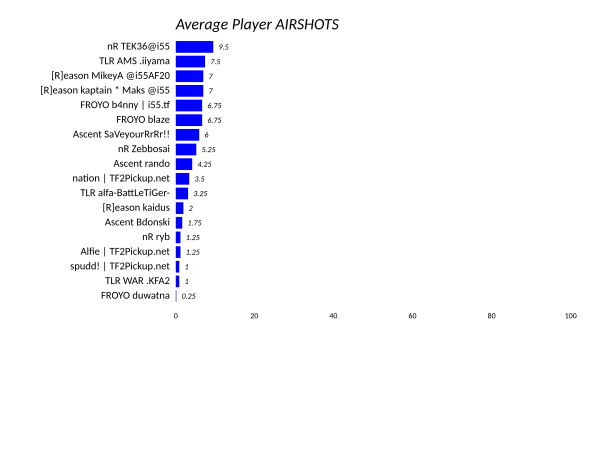 Average Player AIRSHOTS
nR TEK36@i55 9.5
TLR AMS .iiyama 7.5
[R]eason MikeyA @i55AF20 7
[R]eason kaptain * Maks @i55 7
FROYO b4nny | i55.tf 6.75
FROYO blaze 6.75
Ascent SaVeyourRrRr!! 6
nR Zebbosai 5.25
Ascent rando 4.25
nation | TF2Pickup.net 3.5
TLR alfa-BattLeTiGer- 3.25
[R]eason kaidus 2
Ascent Bdonski 1.75
nR ryb 1.25
Alfie | TF2Pickup.net 1.25
spudd! | TF2Pickup.net 1
TLR WAR .KFA2 1
FROYO duwatna 0.25
0 20 40 60 80 100